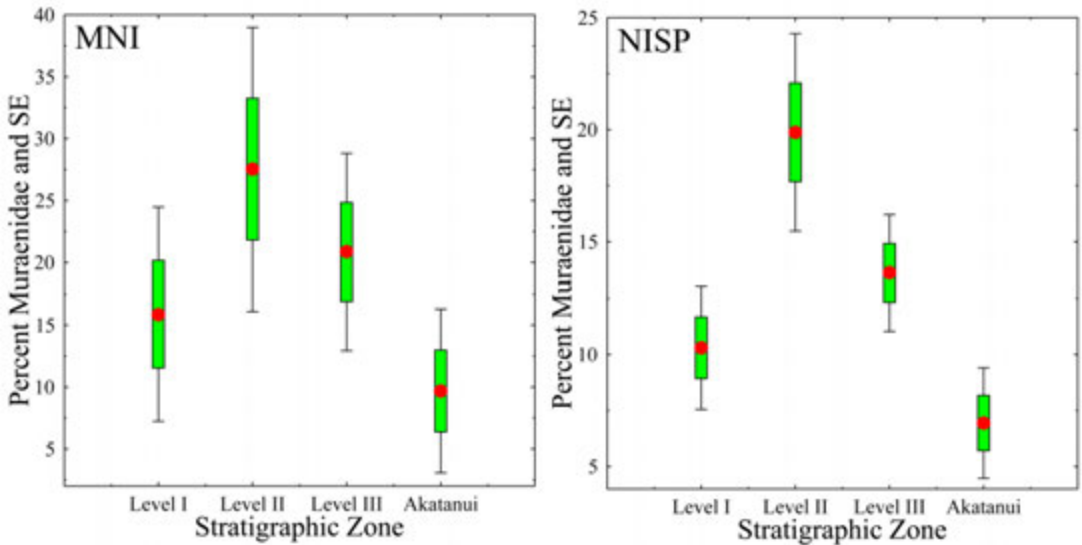 MNI
Percent Muraenidae and SE
40
35
30
25
20
15
10
5
Level I Level II Level III Akatanui
Stratigraphic Zone
NISP
Percent Muraenidae and SE
25
20
15
10
5
Level I Level II Level III Akatanui
Stratigraphic Zone